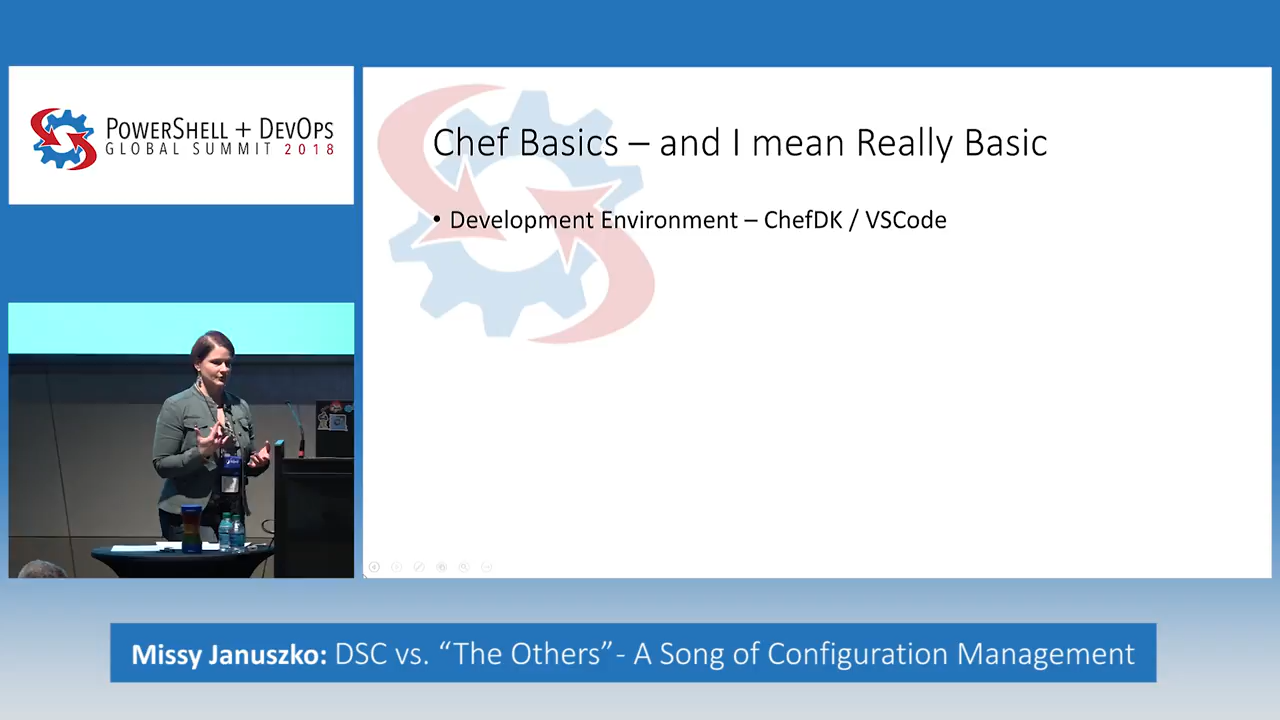 POWERSHELL + DEVOPS
GLOBAL SUMMIT 2018
Chef Basics – and I mean Really Basic
• Development Environment – ChefDK / VSCode
Missy Januszko: DSC vs. “The Others”- A Song of Configuration Management